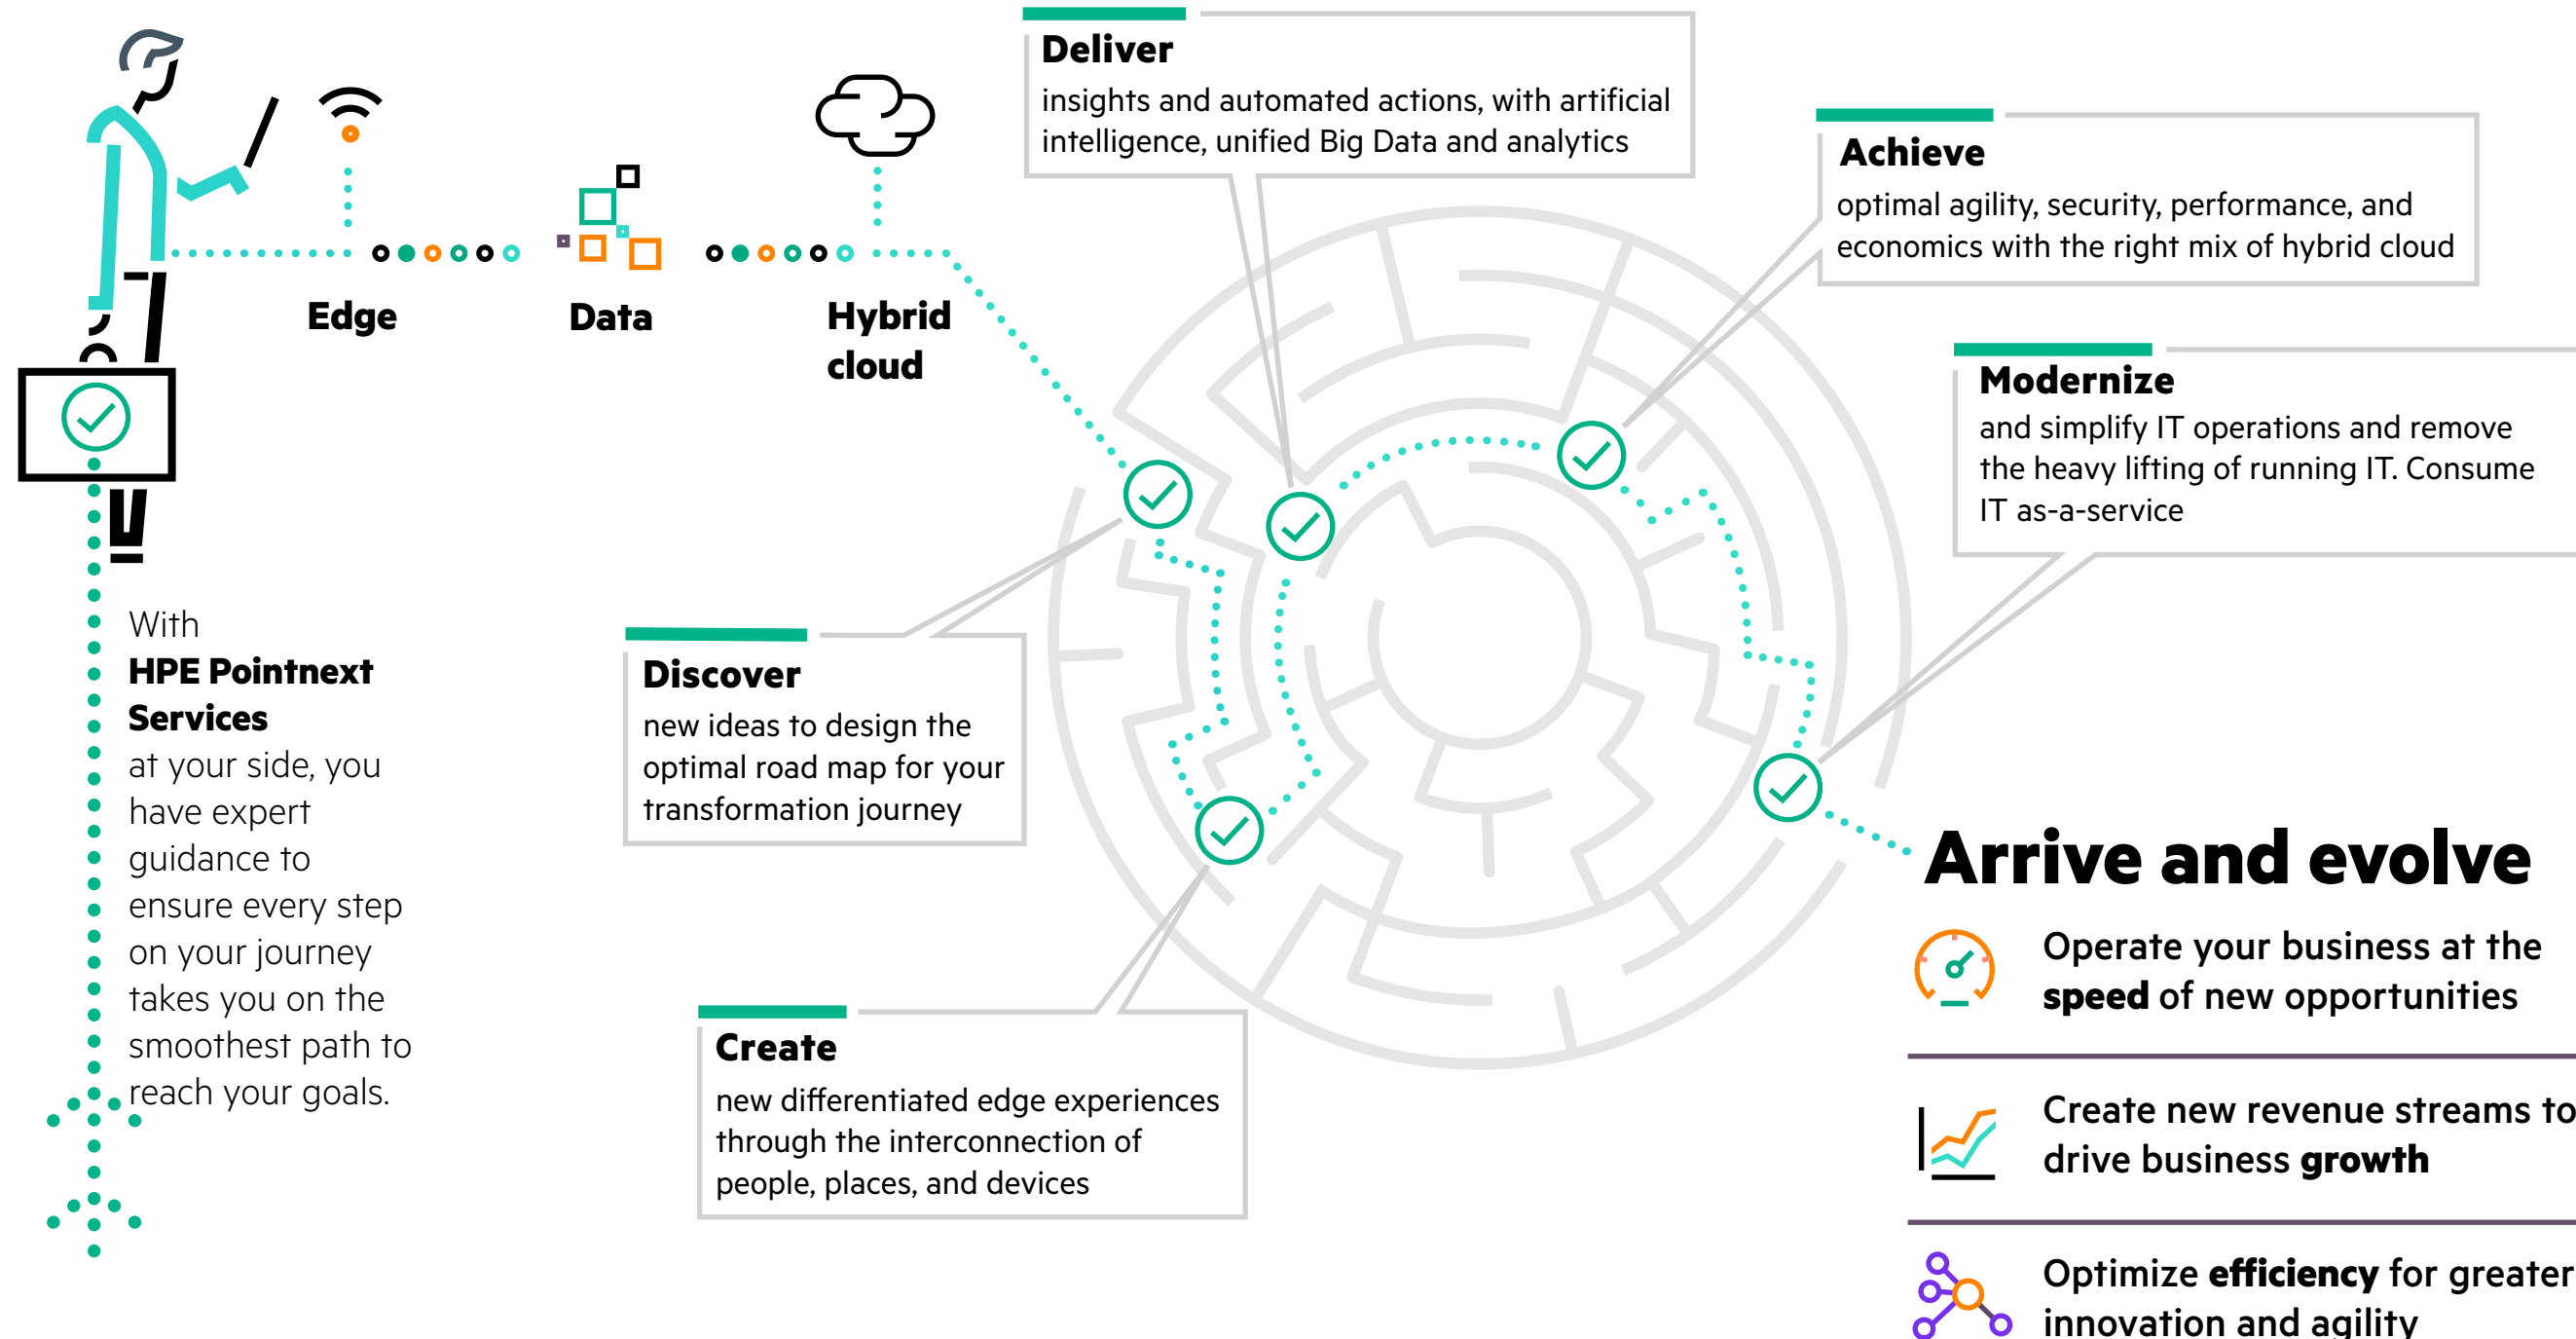 Deliver
insights and automated actions, with artificial
intelligence, unified Big Data and analytics
Achieve
optimal agility, security, performance, and
economics with the right mix of hybrid cloud
Edge
Data
Hybrid
cloud
Modernize
and simplify IT operations and remove
the heavy lifting of running IT. Consume
IT as-a-service
With
HPE Pointnext
Services
at your side, you
have expert
guidance to
ensure every step
on your journey
takes you on the
smoothest path to
reach your goals.
Discover
new ideas to design the
optimal road map for your
transformation journey
Create
new differentiated edge experiences
through the interconnection of
people, places, and devices
Arrive and evolve
Operate your business at the
speed of new opportunities
Create new revenue streams to
drive business growth
Optimize efficiency for greater
innovation and agility